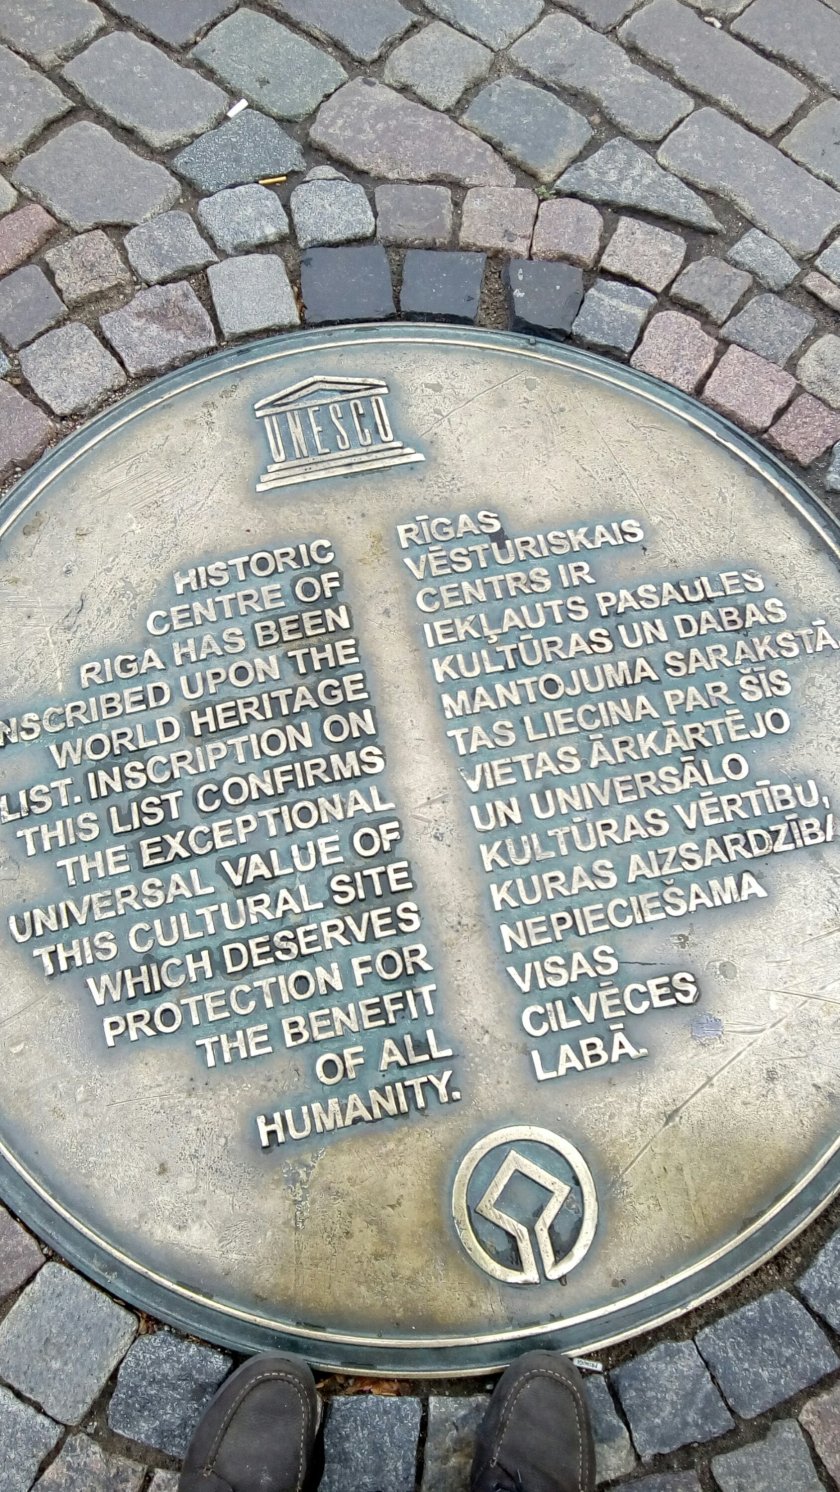 UNESCO
HISTORIC
CENTRE OF
RIGA HAS BEEN
NSCRIBED UPON THE
WORLD HERITAGE
LIST. INSCRIPTION ON
THIS LIST CONFIRMS
THE EXCEPTIONAL
UNIVERSAL VALUE OF
THIS CULTURAL SITE
WHICH DESERVES
PROTECTION FOR
THE BENEFIT
OF ALL
HUMANITY.
RĪGAS
VĒSTURISKAIS
CENTRS IR
IEKĻAUTS PASAULES
KULTŪRAS UN DABAS
MANTOJUMA SARAKSTĀ
TAS LIECINA PAR ŠĪS
VIETAS ĀRKĀRTĒJO
UN UNIVERSĀLO
KULTŪRAS VĒRTĪBU,
KURAS AIZSARDZĪBA
NEPIECIEŠAMA
VISAS
CILVĒCES
LABĀ.